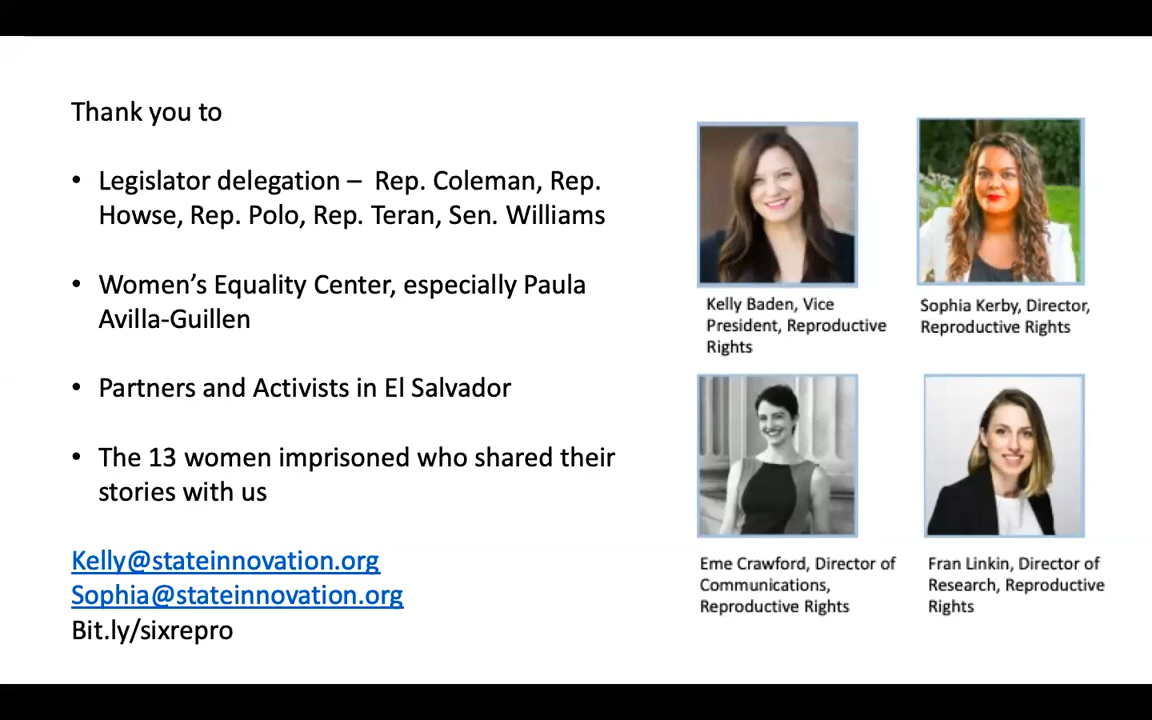 Thank you to
• Legislator delegation – Rep. Coleman, Rep.
Howse, Rep. Polo, Rep. Teran, Sen. Williams
• Women’s Equality Center, especially Paula
Avilla-Guillen
• Partners and Activists in El Salvador
• The 13 women imprisoned who shared their
stories with us
Kelly@stateinnovation.org
Sophia@stateinnovation.org
Bit.ly/sixrepro
Kelly Baden, Vice
President, Reproductive
Rights
Sophia Kerby, Director,
Reproductive Rights
Eme Crawford, Director of
Communications,
Reproductive Rights
Fran Linkin, Director of
Research, Reproductive
Rights